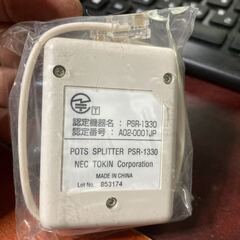 Y
認定機器名 : PSR-1330
認定番号 : A02-0001JP
POTS SPLITTER PSR-1330
NEC TOKIN Corporation
MADE IN CHINA
Lot No. 853174